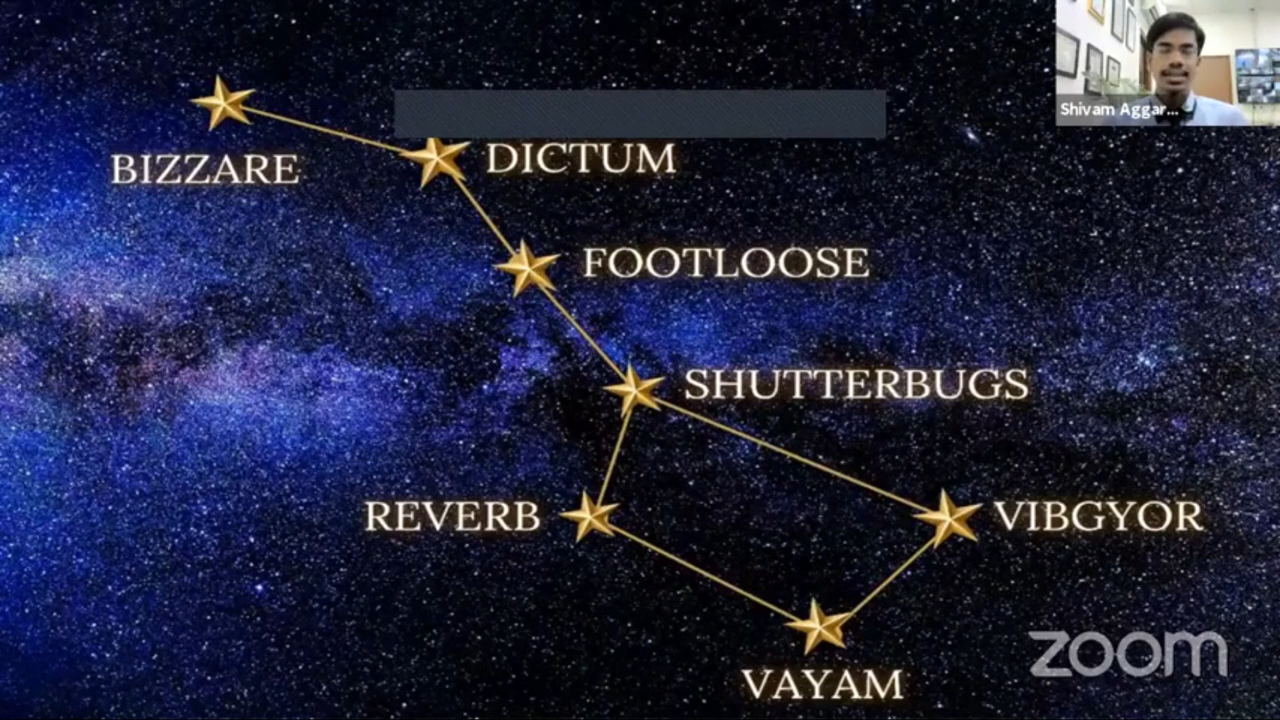 Shivam Aggar...
BIZZARE
DICTUM
FOOTLOOSE
SHUTTERBUGS
REVERB
VIBGYOR
VAYAM
zoom